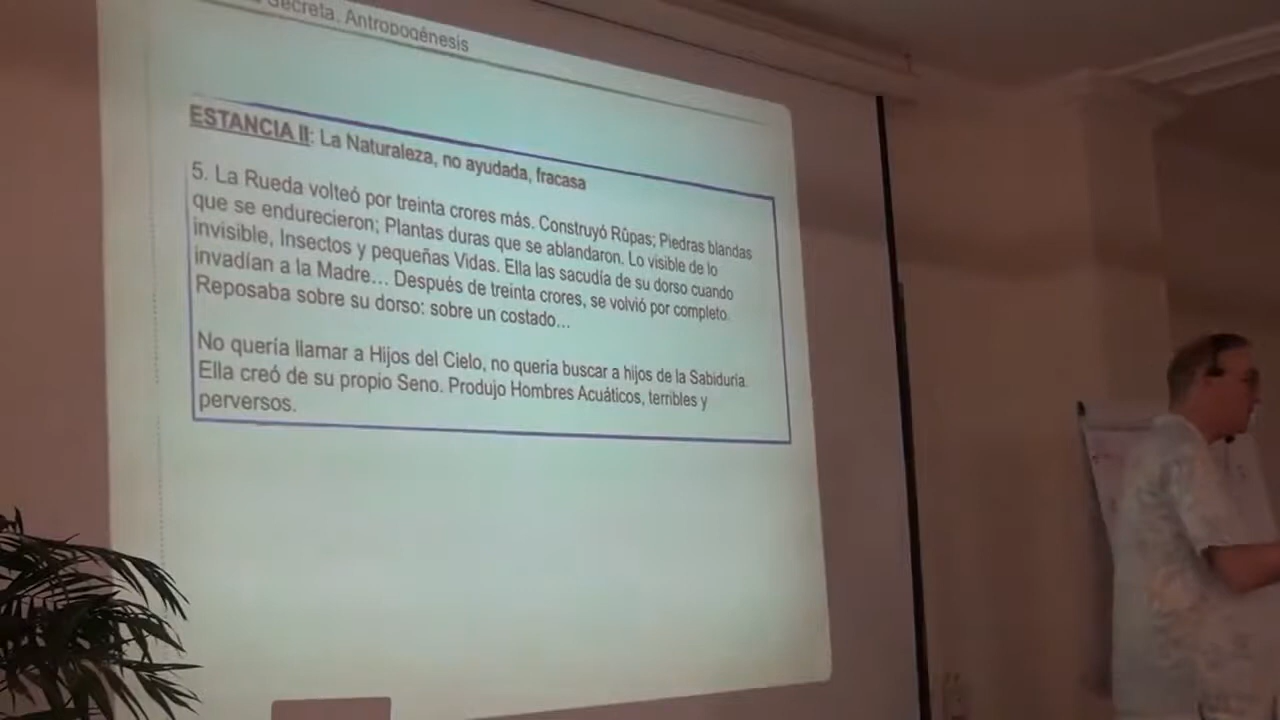 Secreta. Antropogénesis
ESTANCIA II: La Naturaleza, no ayudada, fracasa
5. La Rueda volteó por treinta crores más. Construyó Rûpas; Piedras blandas
que se endurecieron; Plantas duras que se ablandaron. Lo visible de lo
invisible, Insectos y pequeñas Vidas. Ella las sacudía de su dorso cuando
invadían a la Madre... Después de treinta crores, se volvió por completo.
Reposaba sobre su dorso: sobre un costado...
No quería llamar a Hijos del Cielo, no quería buscar a hijos de la Sabiduría.
Ella creó de su propio Seno. Produjo Hombres Acuáticos, terribles y
perversos.